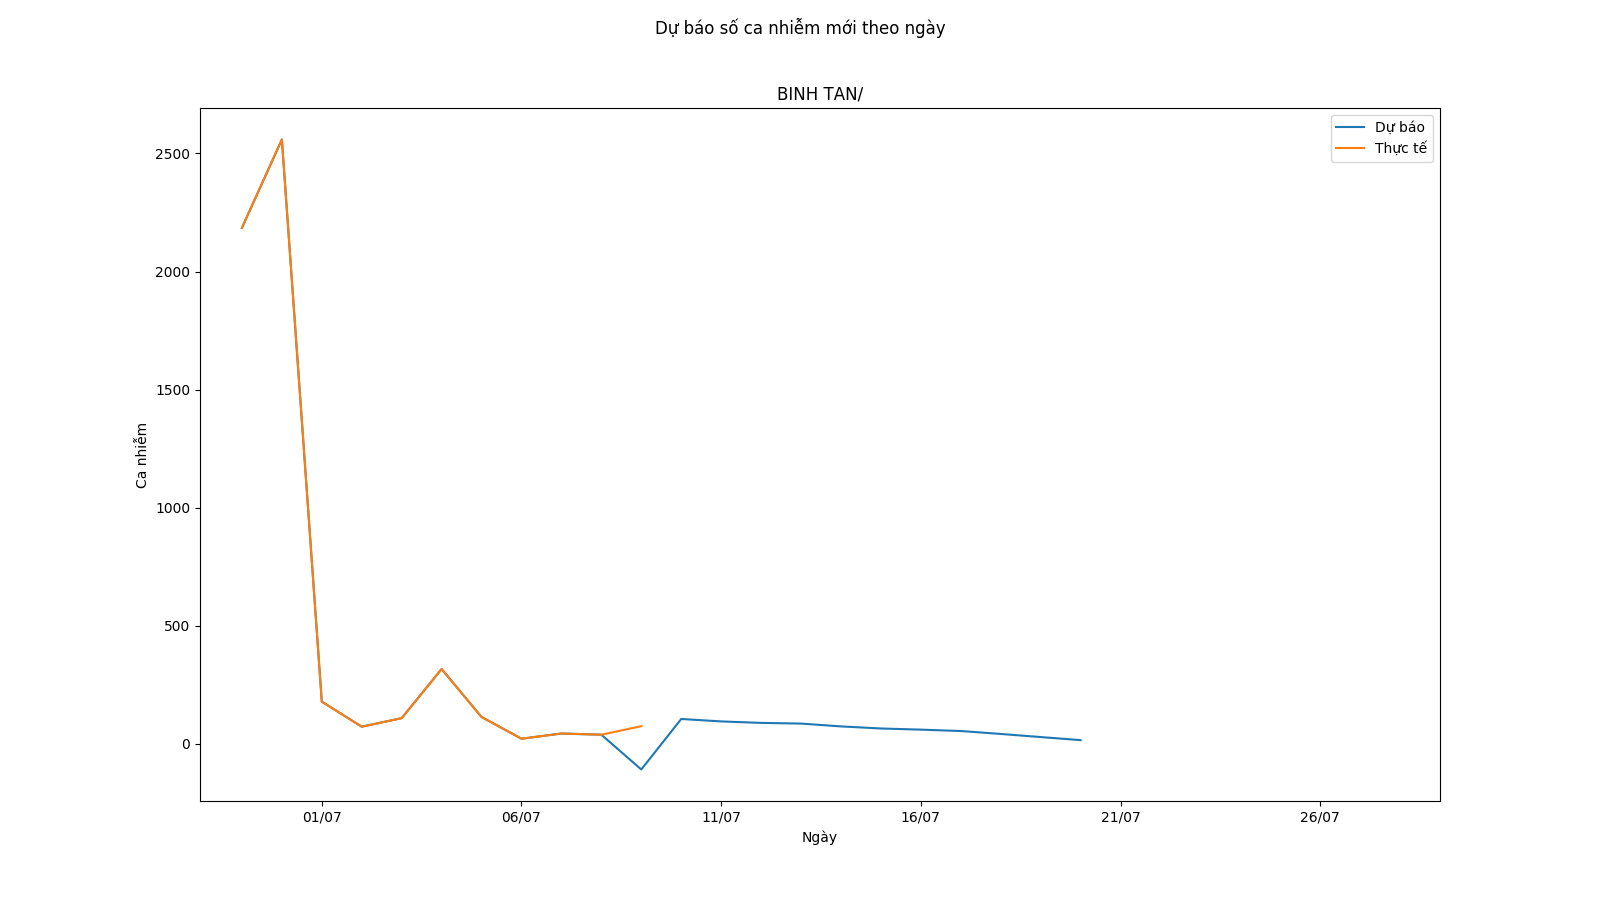 Dự báo số ca nhiễm mới theo ngày
BINH TAN/
Dự báo
Thực tế
2500
2000
1500
1000
500
0
Ca nhiễm
01/07
06/07
11/07
16/07
21/07
26/07
Ngày